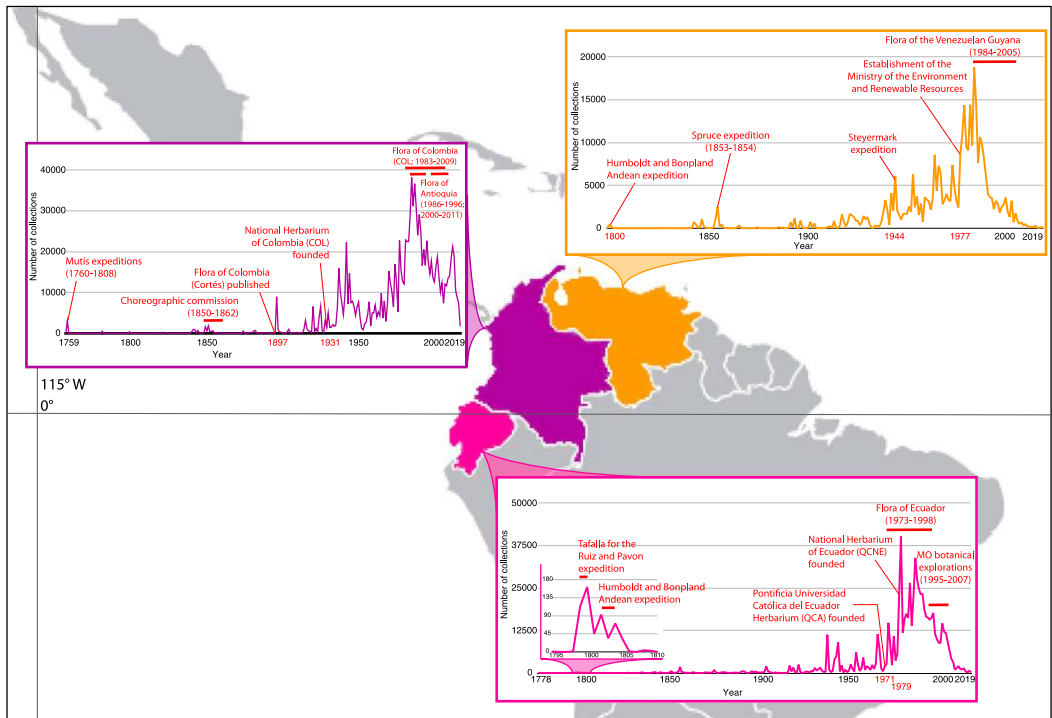 Flora of Colombia
(COL; 1983-2009)
40000
Flora of
Antioquia
(1986-1996;
2000-2011)
30000
National Herbarium
of Colombia (COL)
founded
20000
Number of collections
Mutis expeditions
(1760-1808)
Flora of Colombia
(Cortés) published
10000
Choreographic commission
(1850-1862)
0
1759
1800
1850
1897
1931
1950
2000
2019
Year
Flora of the Venezuelan Guyana
(1984-2005)
20000
Establishment of the
Ministry of the Environment
and Renewable Resources
15000
Number of collections
10000
Spruce expedition
(1853-1854)
Steyermark
expedition
Humboldt and Bonpland
Andean expedition
5000
0
1800
1850
1900
1944
1977
2000
2019
Year
115° W
0°
50000
Flora of Ecuador
(1973-1998)
Number of collections
37500
National Herbarium
of Ecuador (QCNE)
founded
Tafalla for the
Ruiz and Pavon
expedition
MO botanical
explorations
(1995-2007)
25000
180
135
90
45
0
Humboldt and Bonpland
Andean expedition
Pontificia Universidad
Católica del Ecuador
Herbarium (QCA) founded
12500
1795
1800
1805
1810
0
1778
1800
1850
1900
1950
1971
1979
2000
2019
Year